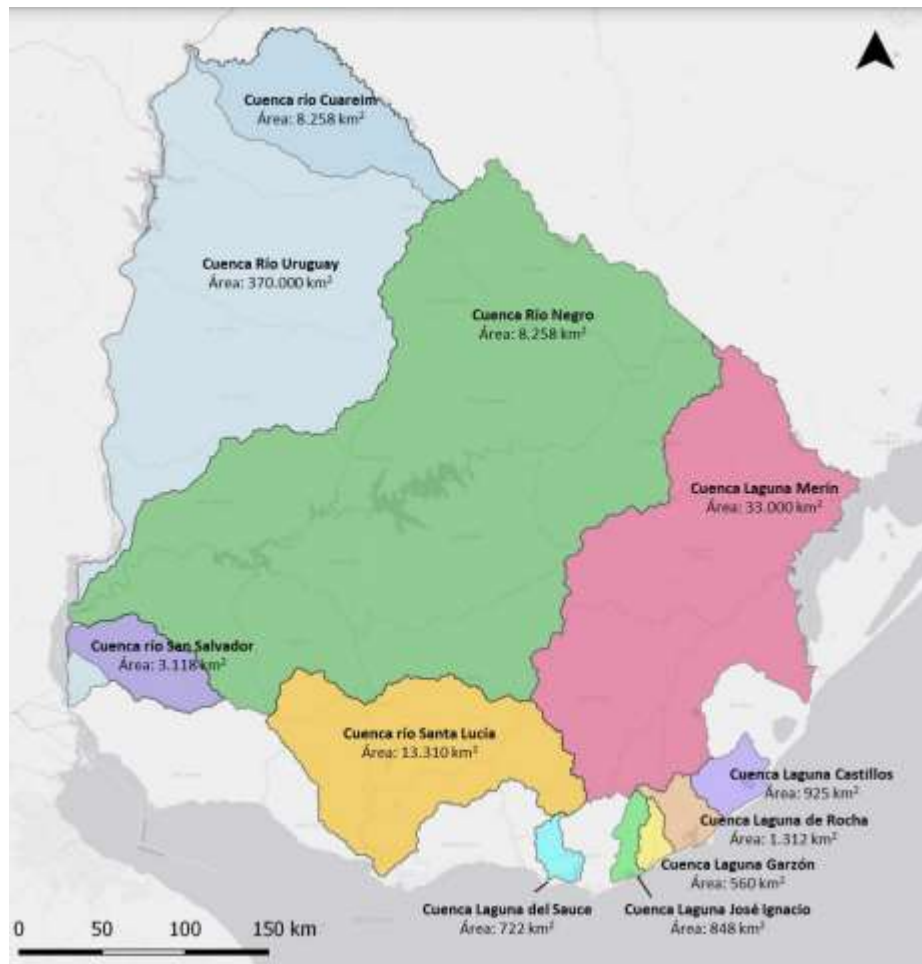 Cuenca río Cuareim
Área: 8.258 km²
Cuenca Río Uruguay
Área: 370.000 km²
Cuenca Río Negro
Área: 8.258 km²
Cuenca Laguna Merín
Área: 33.000 km²
Cuenca río San Salvador
Área: 3.118 km²
Cuenca río Santa Lucía
Área: 13.310 km²
Cuenca Laguna Castillos
Área: 925 km²
Cuenca Laguna de Rocha
Área: 1.312 km²
Cuenca Laguna Garzón
Área: 560 km²
Cuenca Laguna del Sauce
Área: 722 km²
Cuenca Laguna José Ignacio
Área: 848 km²
0 50 100 150 km